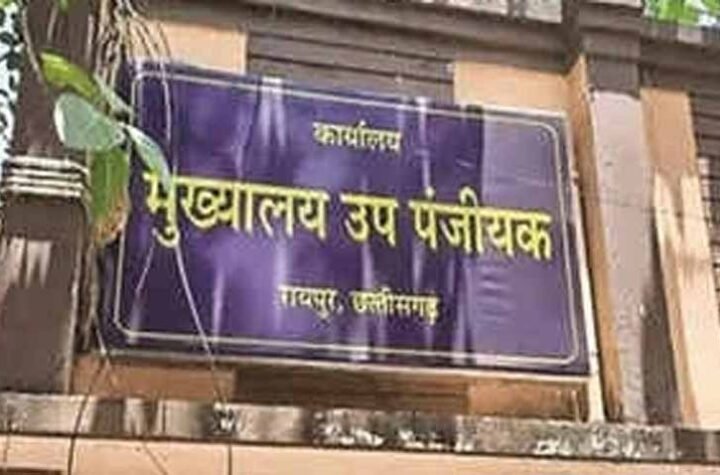 कार्यालय
मुख्यालय उप पंजीयक
रायपुर, छत्तीसगढ़